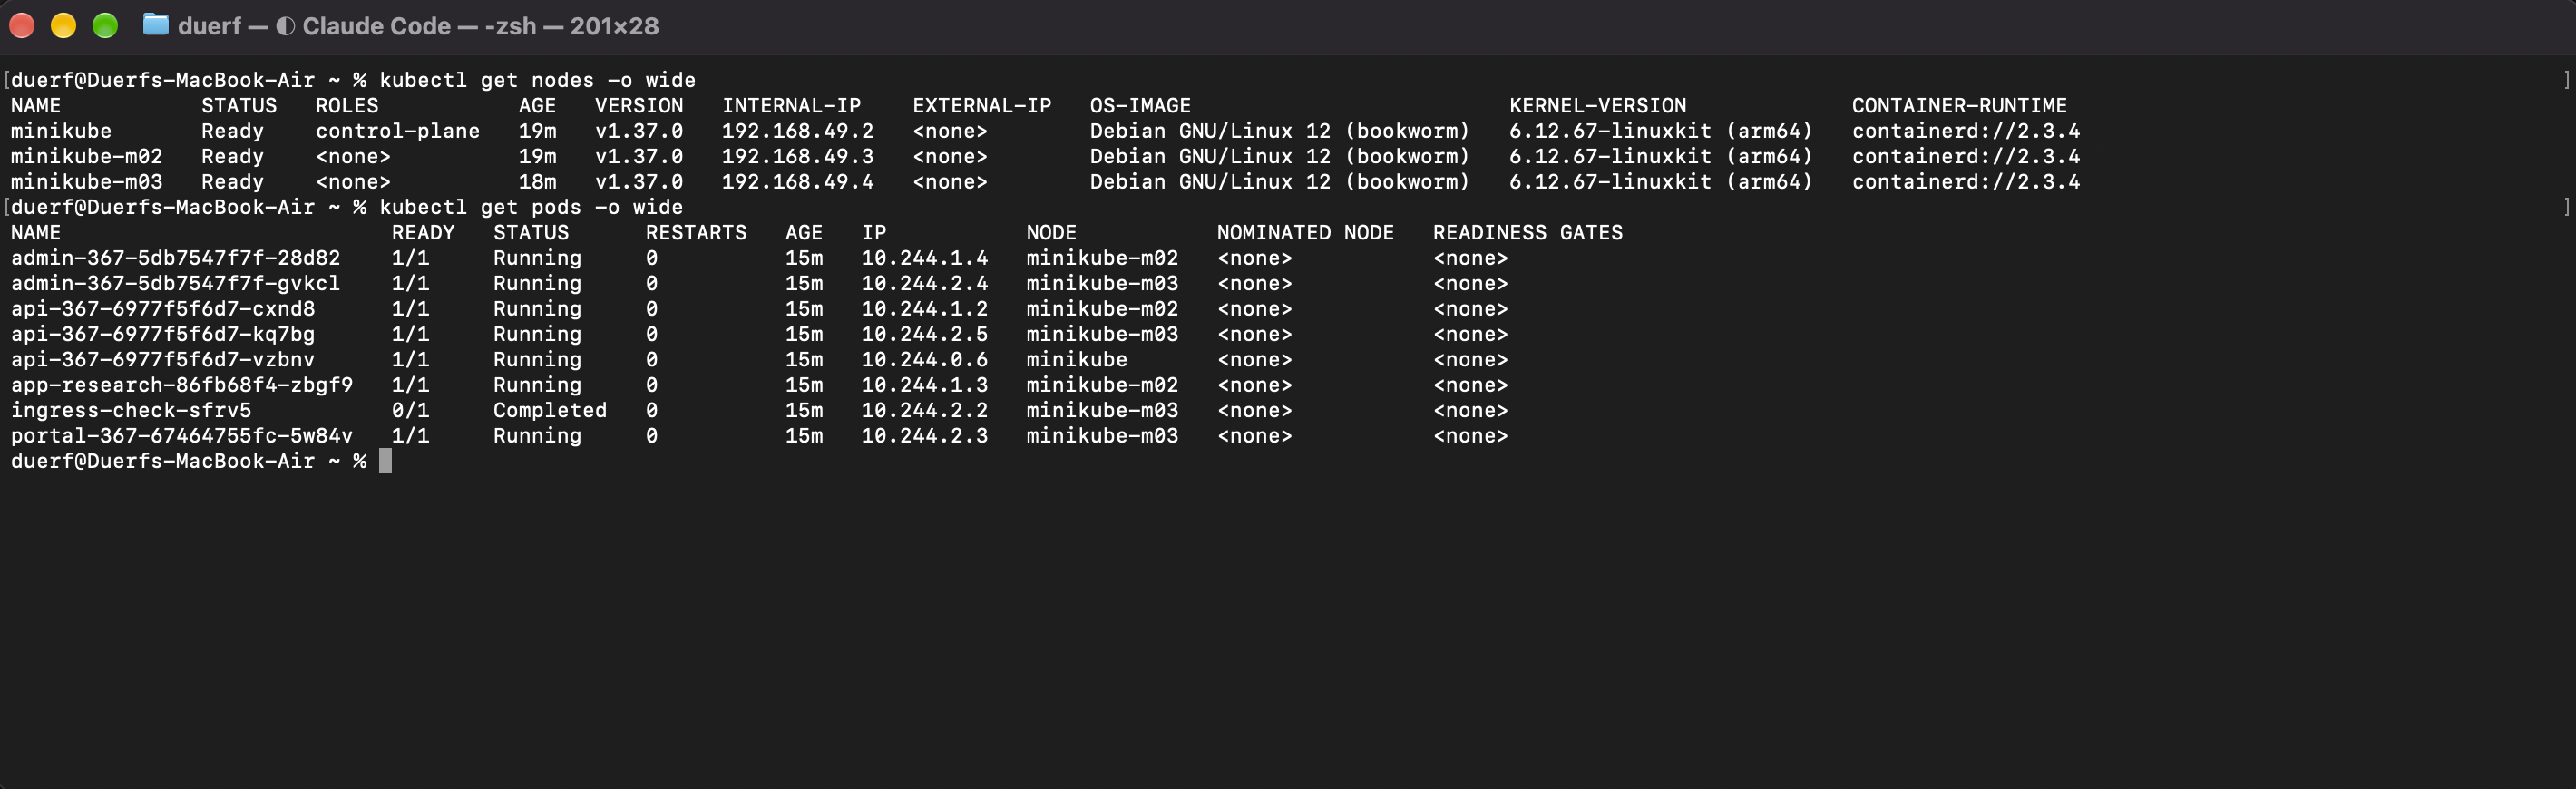 duerf — ◐ Claude Code — -zsh — 201×28
[duerf@Duerfs-MacBook-Air ~ % kubectl get nodes -o wide ]
NAME STATUS ROLES AGE VERSION INTERNAL-IP EXTERNAL-IP OS-IMAGE KERNEL-VERSION CONTAINER-RUNTIME
minikube Ready control-plane 19m v1.37.0 192.168.49.2 <none> Debian GNU/Linux 12 (bookworm) 6.12.67-linuxkit (arm64) containerd://2.3.4
minikube-m02 Ready <none> 19m v1.37.0 192.168.49.3 <none> Debian GNU/Linux 12 (bookworm) 6.12.67-linuxkit (arm64) containerd://2.3.4
minikube-m03 Ready <none> 18m v1.37.0 192.168.49.4 <none> Debian GNU/Linux 12 (bookworm) 6.12.67-linuxkit (arm64) containerd://2.3.4
[duerf@Duerfs-MacBook-Air ~ % kubectl get pods -o wide ]
NAME READY STATUS RESTARTS AGE IP NODE NOMINATED NODE READINESS GATES
admin-367-5db7547f7f-28d82 1/1 Running 0 15m 10.244.1.4 minikube-m02 <none> <none>
admin-367-5db7547f7f-gvkcl 1/1 Running 0 15m 10.244.2.4 minikube-m03 <none> <none>
api-367-6977f5f6d7-cxnd8 1/1 Running 0 15m 10.244.1.2 minikube-m02 <none> <none>
api-367-6977f5f6d7-kq7bg 1/1 Running 0 15m 10.244.2.5 minikube-m03 <none> <none>
api-367-6977f5f6d7-vzbnv 1/1 Running 0 15m 10.244.0.6 minikube <none> <none>
app-research-86fb68f4-zbgf9 1/1 Running 0 15m 10.244.1.3 minikube-m02 <none> <none>
ingress-check-sfrv5 0/1 Completed 0 15m 10.244.2.2 minikube-m03 <none> <none>
portal-367-67464755fc-5w84v 1/1 Running 0 15m 10.244.2.3 minikube-m03 <none> <none>
duerf@Duerfs-MacBook-Air ~ %